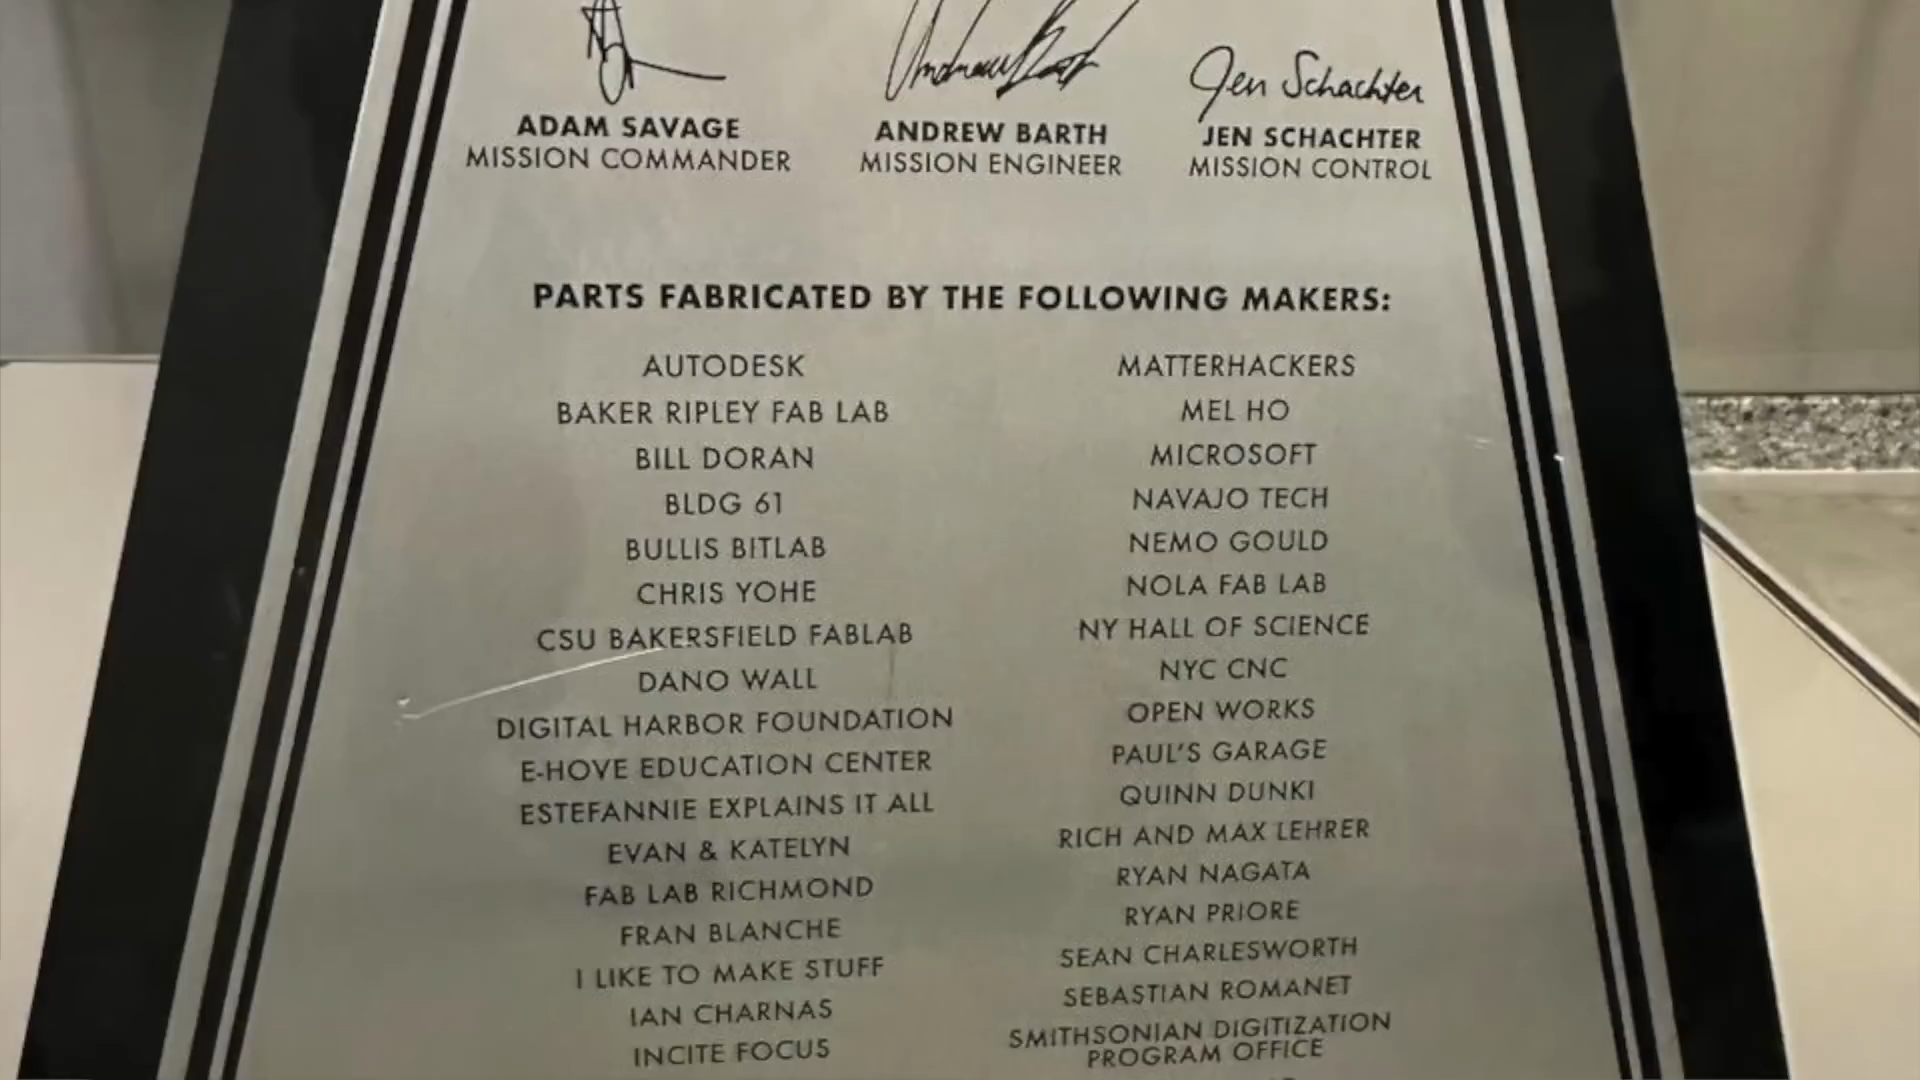 ADAM SAVAGE
MISSION COMMANDER
ANDREW BARTH
MISSION ENGINEER
Jen Schachter
JEN SCHACHTER
MISSION CONTROL
PARTS FABRICATED BY THE FOLLOWING MAKERS:
AUTODESK
BAKER RIPLEY FAB LAB
BILL DORAN
BLDG 61
BULLIS BITLAB
CHRIS YOHE
CSU BAKERSFIELD FABLAB
DANO WALL
DIGITAL HARBOR FOUNDATION
E-HOVE EDUCATION CENTER
ESTEFANNIE EXPLAINS IT ALL
EVAN & KATELYN
FAB LAB RICHMOND
FRAN BLANCHE
I LIKE TO MAKE STUFF
IAN CHARNAS
INCITE FOCUS
MATTERHACKERS
MEL HO
MICROSOFT
NAVAJO TECH
NEMO GOULD
NOLA FAB LAB
NY HALL OF SCIENCE
NYC CNC
OPEN WORKS
PAUL'S GARAGE
QUINN DUNKI
RICH AND MAX LEHRER
RYAN NAGATA
RYAN PRIORE
SEAN CHARLESWORTH
SEBASTIAN ROMANET
SMITHSONIAN DIGITIZATION
PROGRAM OFFICE